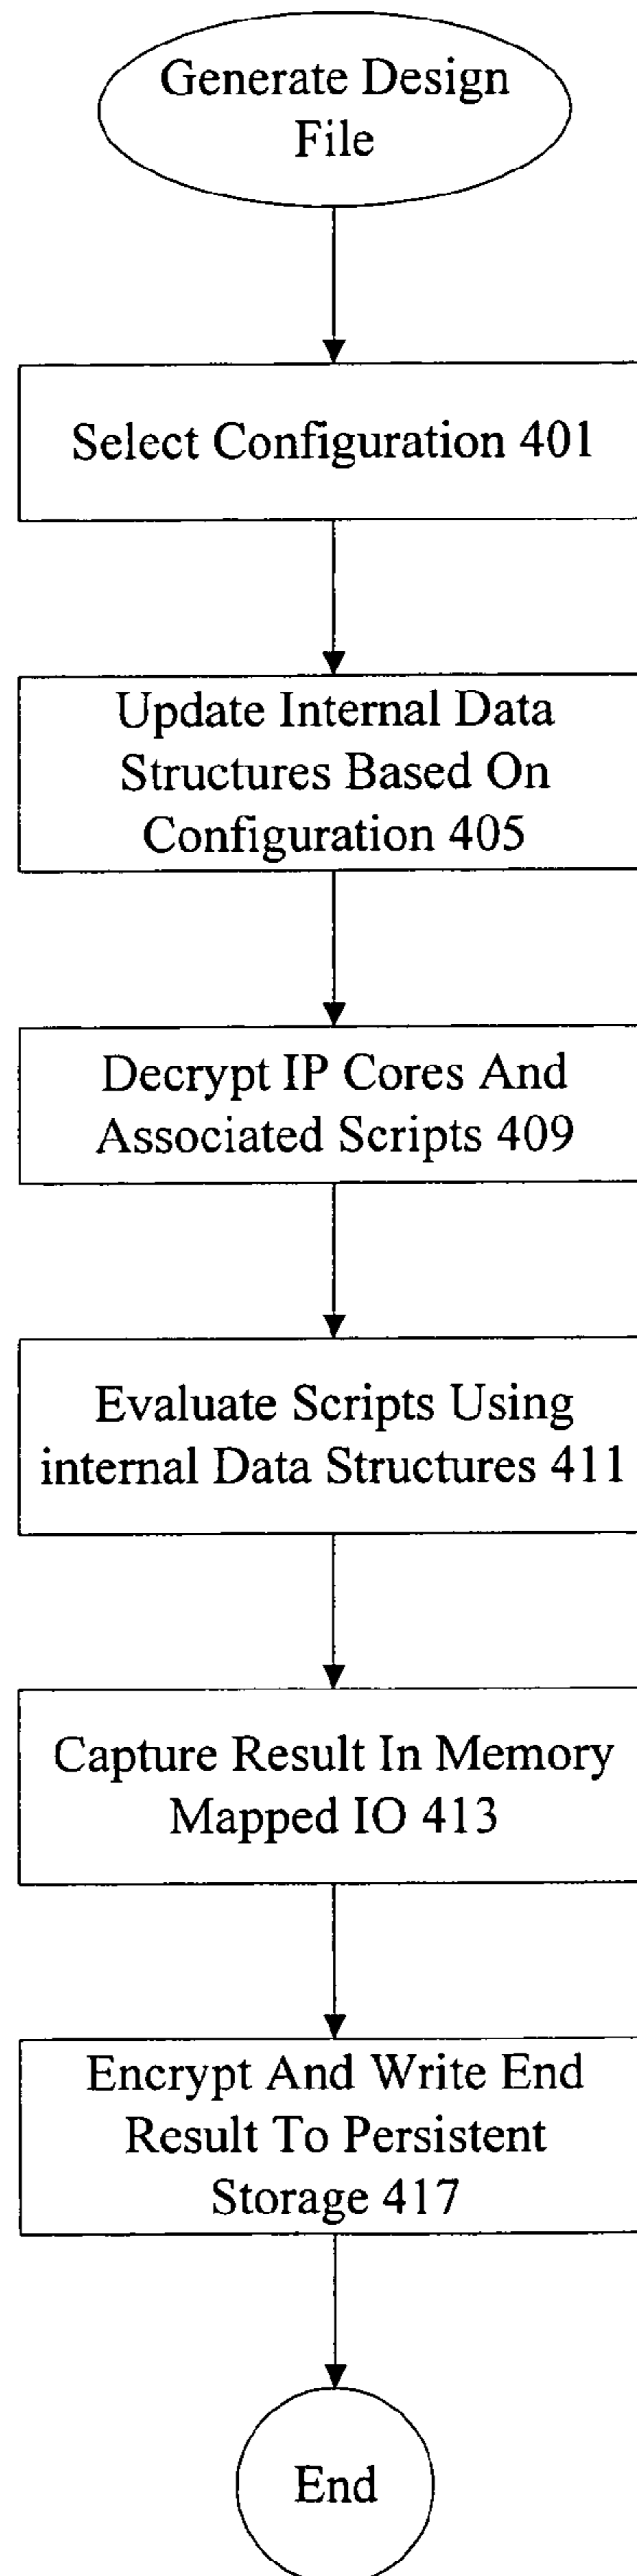 Generate Design
File
Select Configuration 401
Update Internal Data
Structures Based On
Configuration 405
Decrypt IP Cores And
Associated Scripts 409
Evaluate Scripts Using
internal Data Structures 411
Capture Result In Memory
Mapped IO 413
Encrypt And Write End
Result To Persistent
Storage 417
End